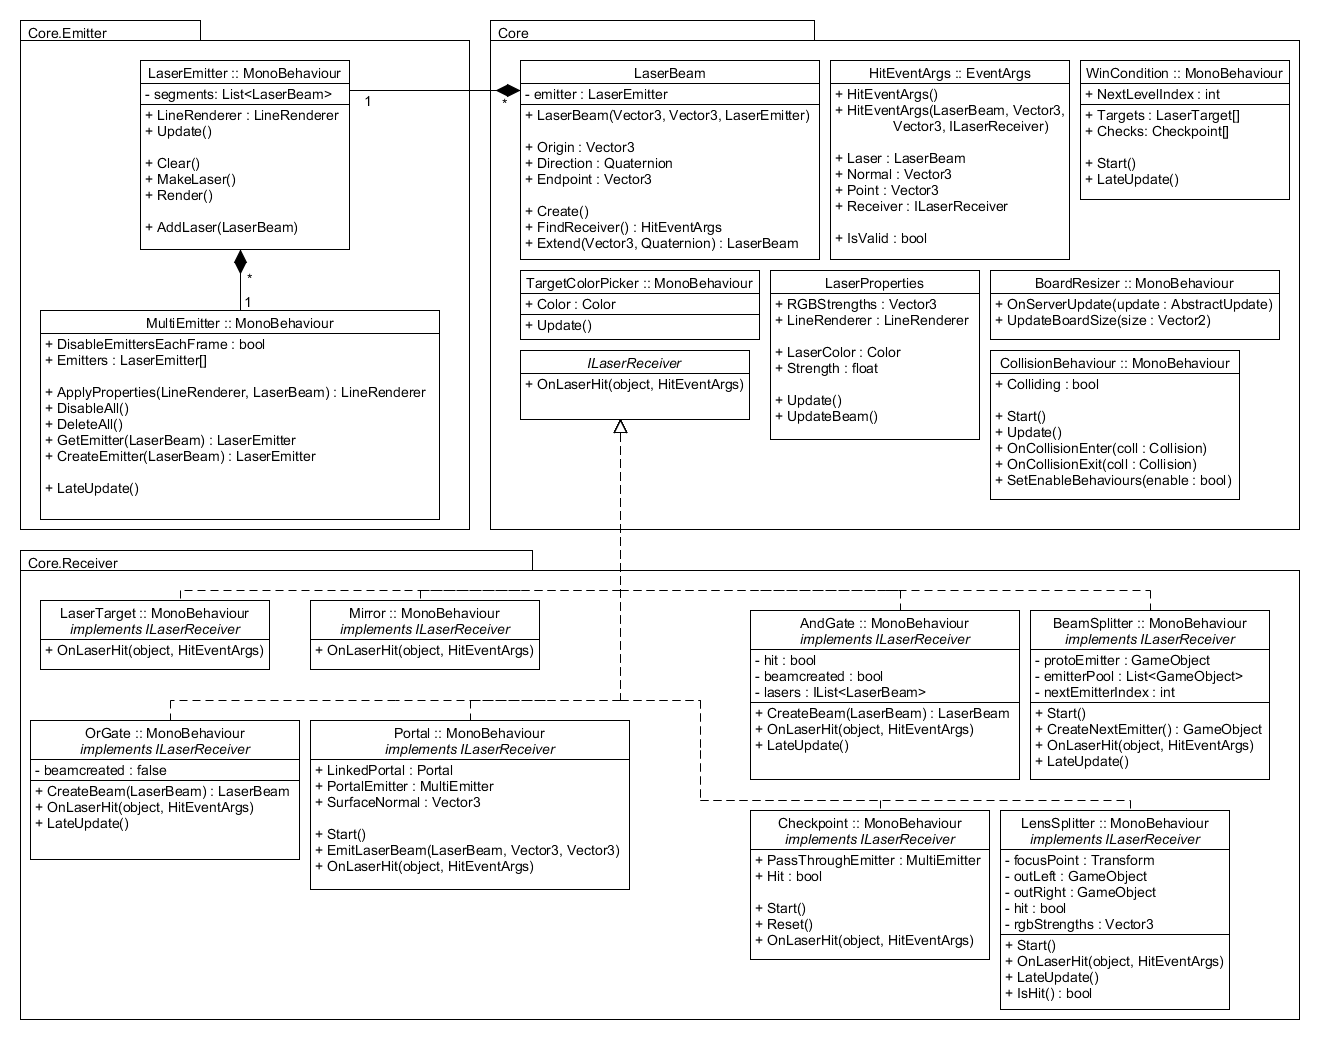 Core.Emitter
LaserEmitter :: MonoBehaviour
- segments: List<LaserBeam>
+ LineRenderer : LineRenderer
+ Update()
+ Clear()
+ MakeLaser()
+ Render()
+ AddLaser(LaserBeam)
1
*
*
1
MultiEmitter :: MonoBehaviour
+ DisableEmittersEachFrame : bool
+ Emitters : LaserEmitter[]
+ ApplyProperties(LineRenderer, LaserBeam) : LineRenderer
+ DisableAll()
+ DeleteAll()
+ GetEmitter(LaserBeam) : LaserEmitter
+ CreateEmitter(LaserBeam) : LaserEmitter
+ LateUpdate()
Core
LaserBeam
- emitter : LaserEmitter
+ LaserBeam(Vector3, Vector3, LaserEmitter)
+ Origin : Vector3
+ Direction : Quaternion
+ Endpoint : Vector3
+ Create()
+ FindReceiver() : HitEventArgs
+ Extend(Vector3, Quaternion) : LaserBeam
HitEventArgs : EventArgs
+ HitEventArgs()
+ HitEventArgs(LaserBeam, Vector3,
Vector3, ILaserReceiver)
+ Laser : LaserBeam
+ Normal : Vector3
+ Point : Vector3
+ Receiver : ILaserReceiver
+ IsValid : bool
WinCondition :: MonoBehaviour
+ NextLevelIndex : int
+ Targets : LaserTarget[]
+ Checks: Checkpoint[]
+ Start()
+ LateUpdate()
TargetColorPicker :: MonoBehaviour
+ Color : Color
+ Update()
ILaserReceiver
+ OnLaserHit(object, HitEventArgs)
LaserProperties
+ RGBStrengths : Vector3
+ LineRenderer : LineRenderer
+ LaserColor : Color
+ Strength : float
+ Update()
+ UpdateBeam()
BoardResizer :: MonoBehaviour
+ OnServerUpdate(update : AbstractUpdate)
+ UpdateBoardSize(size : Vector2)
CollisionBehaviour :: MonoBehaviour
+ Colliding : bool
+ Start()
+ Update()
+ OnCollisionEnter(coll : Collision)
+ OnCollisionExit(coll : Collision)
+ SetEnableBehaviours(enable : bool)
Core.Receiver
LaserTarget :: MonoBehaviour
implements ILaserReceiver
+ OnLaserHit(object, HitEventArgs)
Mirror :: MonoBehaviour
implements ILaserReceiver
+ OnLaserHit(object, HitEventArgs)
AndGate :: MonoBehaviour
implements ILaserReceiver
- hit : bool
- beamcreated : bool
- lasers : IList<LaserBeam>
+ CreateBeam(LaserBeam) : LaserBeam
+ OnLaserHit(object, HitEventArgs)
+ LateUpdate()
BeamSplitter :: MonoBehaviour
implements ILaserReceiver
- protoEmitter : GameObject
- emitterPool : List<GameObject>
- nextEmitterIndex : int
+ Start()
+ CreateNextEmitter() : GameObject
+ OnLaserHit(object, HitEventArgs)
+ LateUpdate()
OrGate :: MonoBehaviour
implements ILaserReceiver
- beamcreated : false
+ CreateBeam(LaserBeam) : LaserBeam
+ OnLaserHit(object, HitEventArgs)
+ LateUpdate()
Portal :: MonoBehaviour
implements ILaserReceiver
+ LinkedPortal : Portal
+ PortalEmitter : MultiEmitter
+ SurfaceNormal : Vector3
+ Start()
+ EmitLaserBeam(LaserBeam, Vector3, Vector3)
+ OnLaserHit(object, HitEventArgs)
Checkpoint :: MonoBehaviour
implements ILaserReceiver
+ PassThroughEmitter : MultiEmitter
+ Hit : bool
+ Start()
+ Reset()
+ OnLaserHit(object, HitEventArgs)
LensSplitter :: MonoBehaviour
implements ILaserReceiver
- focusPoint : Transform
- outLeft : GameObject
- outRight : GameObject
- hit : bool
- rgbStrengths : Vector3
+ Start()
+ OnLaserHit(object, HitEventArgs)
+ LateUpdate()
+ IsHit() : bool